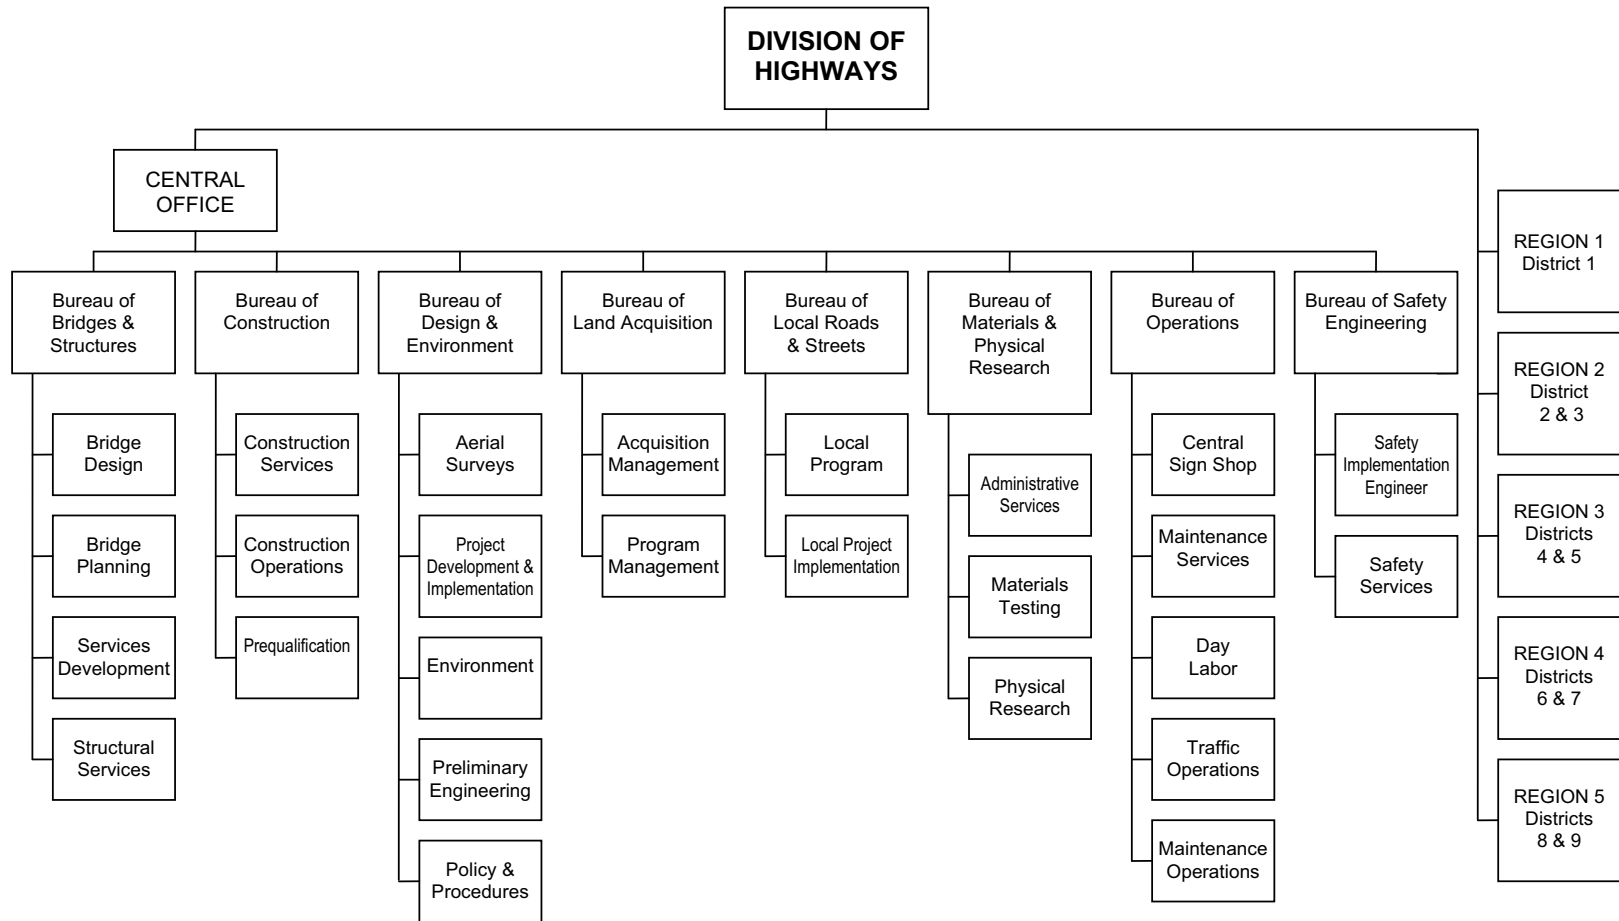 DIVISION OF
HIGHWAYS
CENTRAL
OFFICE
Bureau of
Bridges &
Structures
Bridge
Design
Bridge
Planning
Services
Development
Structural
Services
Bureau of
Construction
Construction
Services
Construction
Operations
Prequalification
Bureau of
Design &
Environment
Aerial
Surveys
Project
Development &
Implementation
Environment
Preliminary
Engineering
Policy &
Procedures
Bureau of
Land Acquisition
Acquisition
Management
Program
Management
Bureau of
Local Roads
& Streets
Local
Program
Local Project
Implementation
Bureau of
Materials &
Physical
Research
Administrative
Services
Materials
Testing
Physical
Research
Bureau of
Operations
Central
Sign Shop
Maintenance
Services
Day
Labor
Traffic
Operations
Maintenance
Operations
Bureau of Safety
Engineering
Safety
Implementation
Engineer
Safety
Services
REGION 1
District 1
REGION 2
District
2 & 3
REGION 3
Districts
4 & 5
REGION 4
Districts
6 & 7
REGION 5
Districts
8 & 9